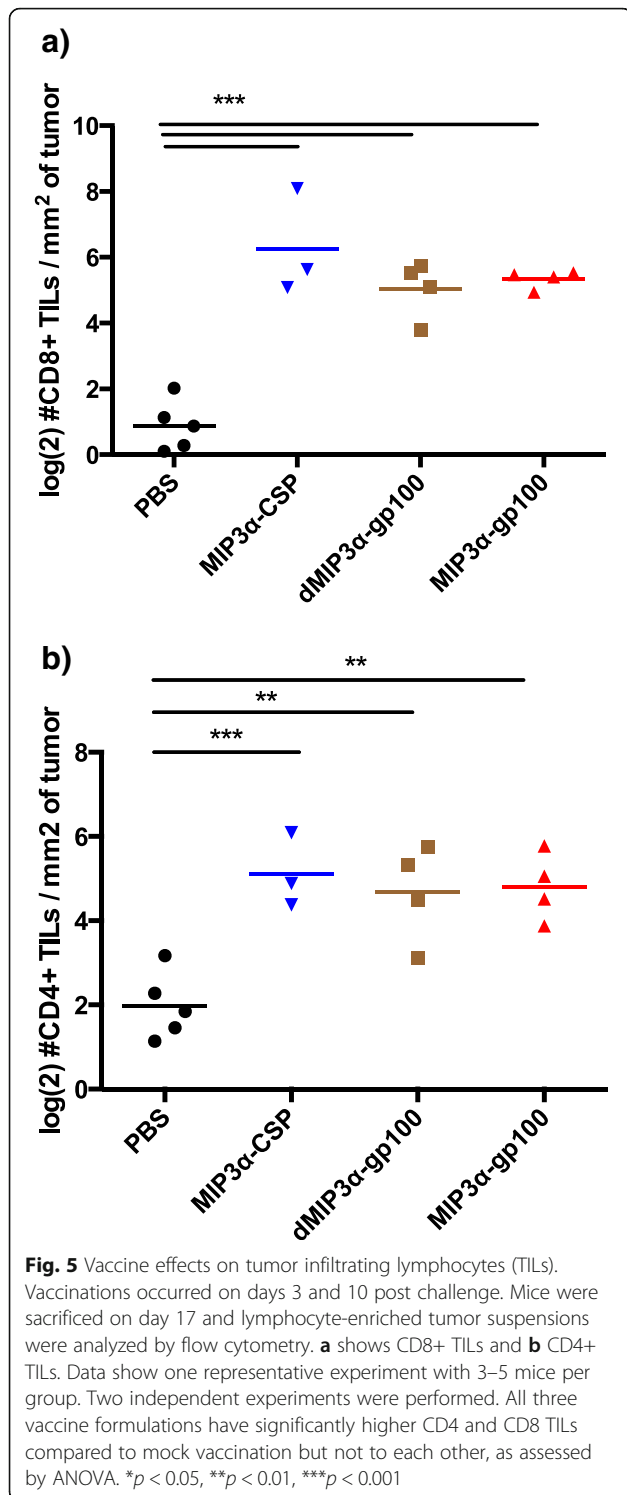 a)
***
10
8
6
4
2
0
log(2) #CD8+ TILs / mm² of tumor
PBS
MIP3α-CSP
dMIP3α-gp100
MIP3α-gp100
b)
**
**
***
8
6
4
2
0
log(2) #CD4+ TILs / mm2 of tumor
PBS
MIP3α-CSP
dMIP3α-gp100
MIP3α-gp100
Fig. 5 Vaccine effects on tumor infiltrating lymphocytes (TILs).
Vaccinations occurred on days 3 and 10 post challenge. Mice were
sacrificed on day 17 and lymphocyte-enriched tumor suspensions
were analyzed by flow cytometry. a shows CD8+ TILs and b CD4+
TILs. Data show one representative experiment with 3–5 mice per
group. Two independent experiments were performed. All three
vaccine formulations have significantly higher CD4 and CD8 TILs
compared to mock vaccination but not to each other, as assessed
by ANOVA. *p < 0.05, **p < 0.01, ***p < 0.001